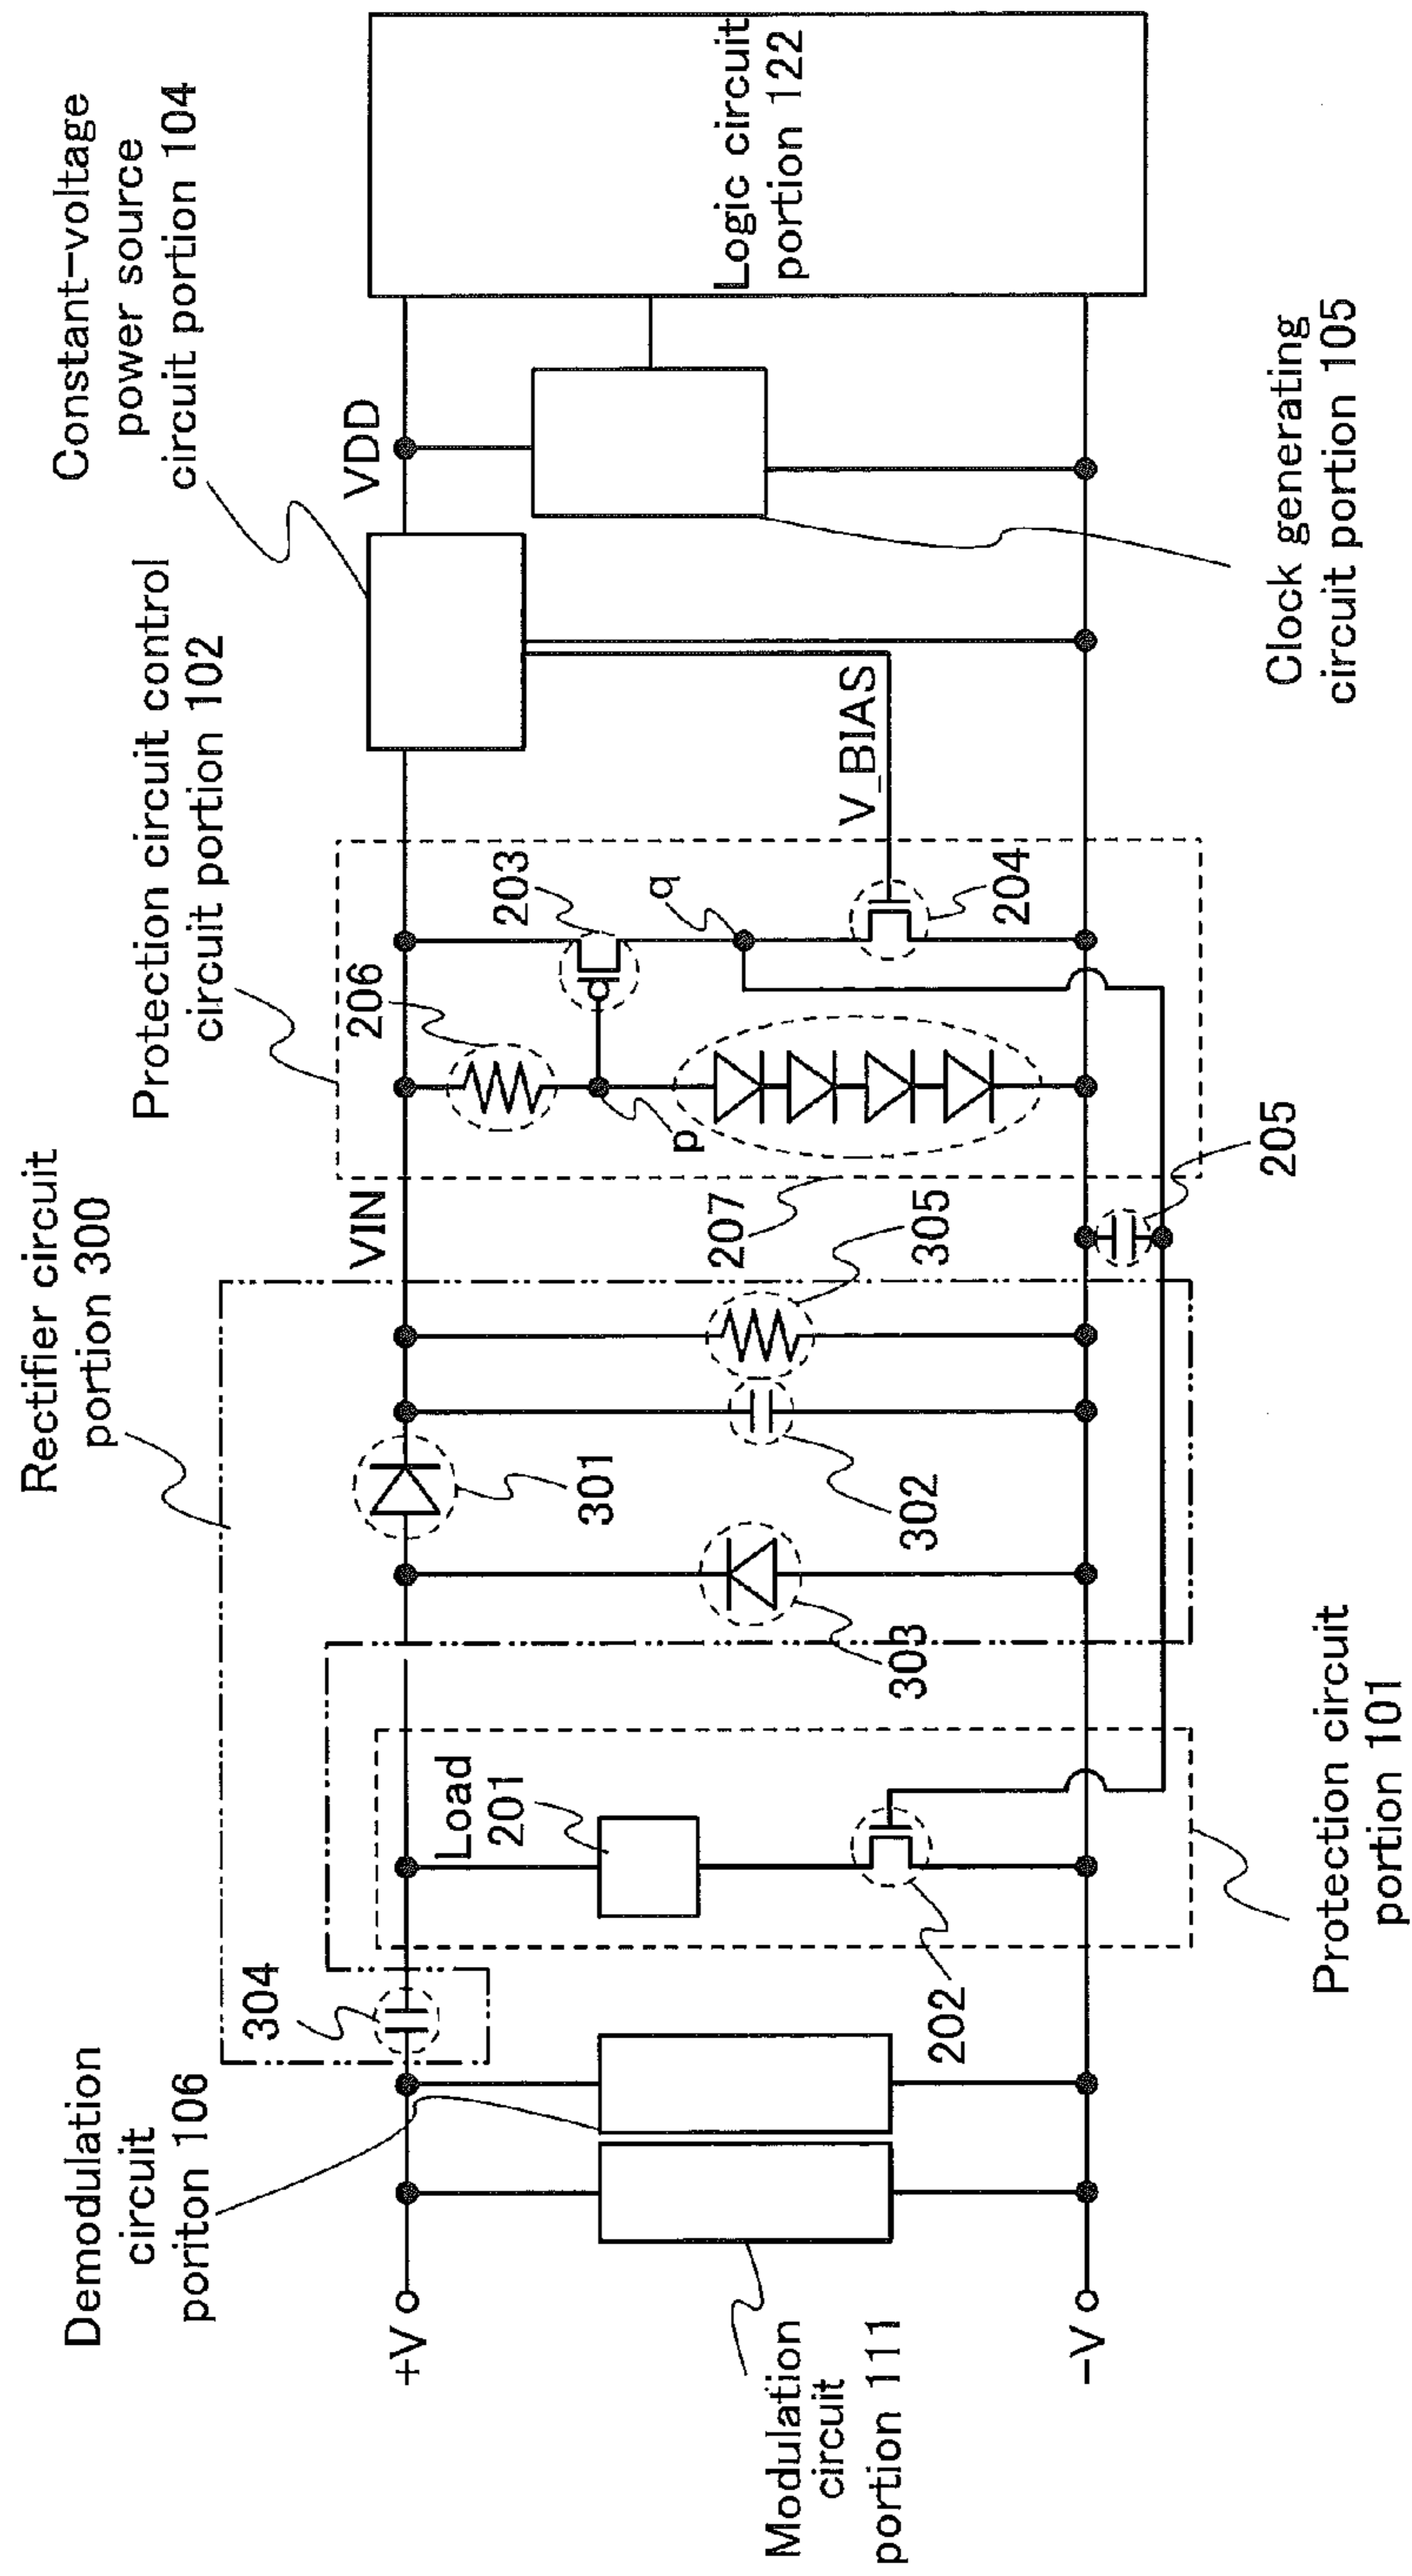 Constant-voltage
power source
circuit portion 104
Protection circuit control
circuit portion 102
Rectifier circuit
portion 300
Demodulation
circuit
poriton 106
304
VIN
VDD
206
203
q
p
301
Load
201
Logic circuit
portion 122
V_BIAS
207
305
302
303
204
202
205
+V
-V
Modulation
circuit
portion 111
Protection circuit
portion 101
Clock generating
circuit portion 105